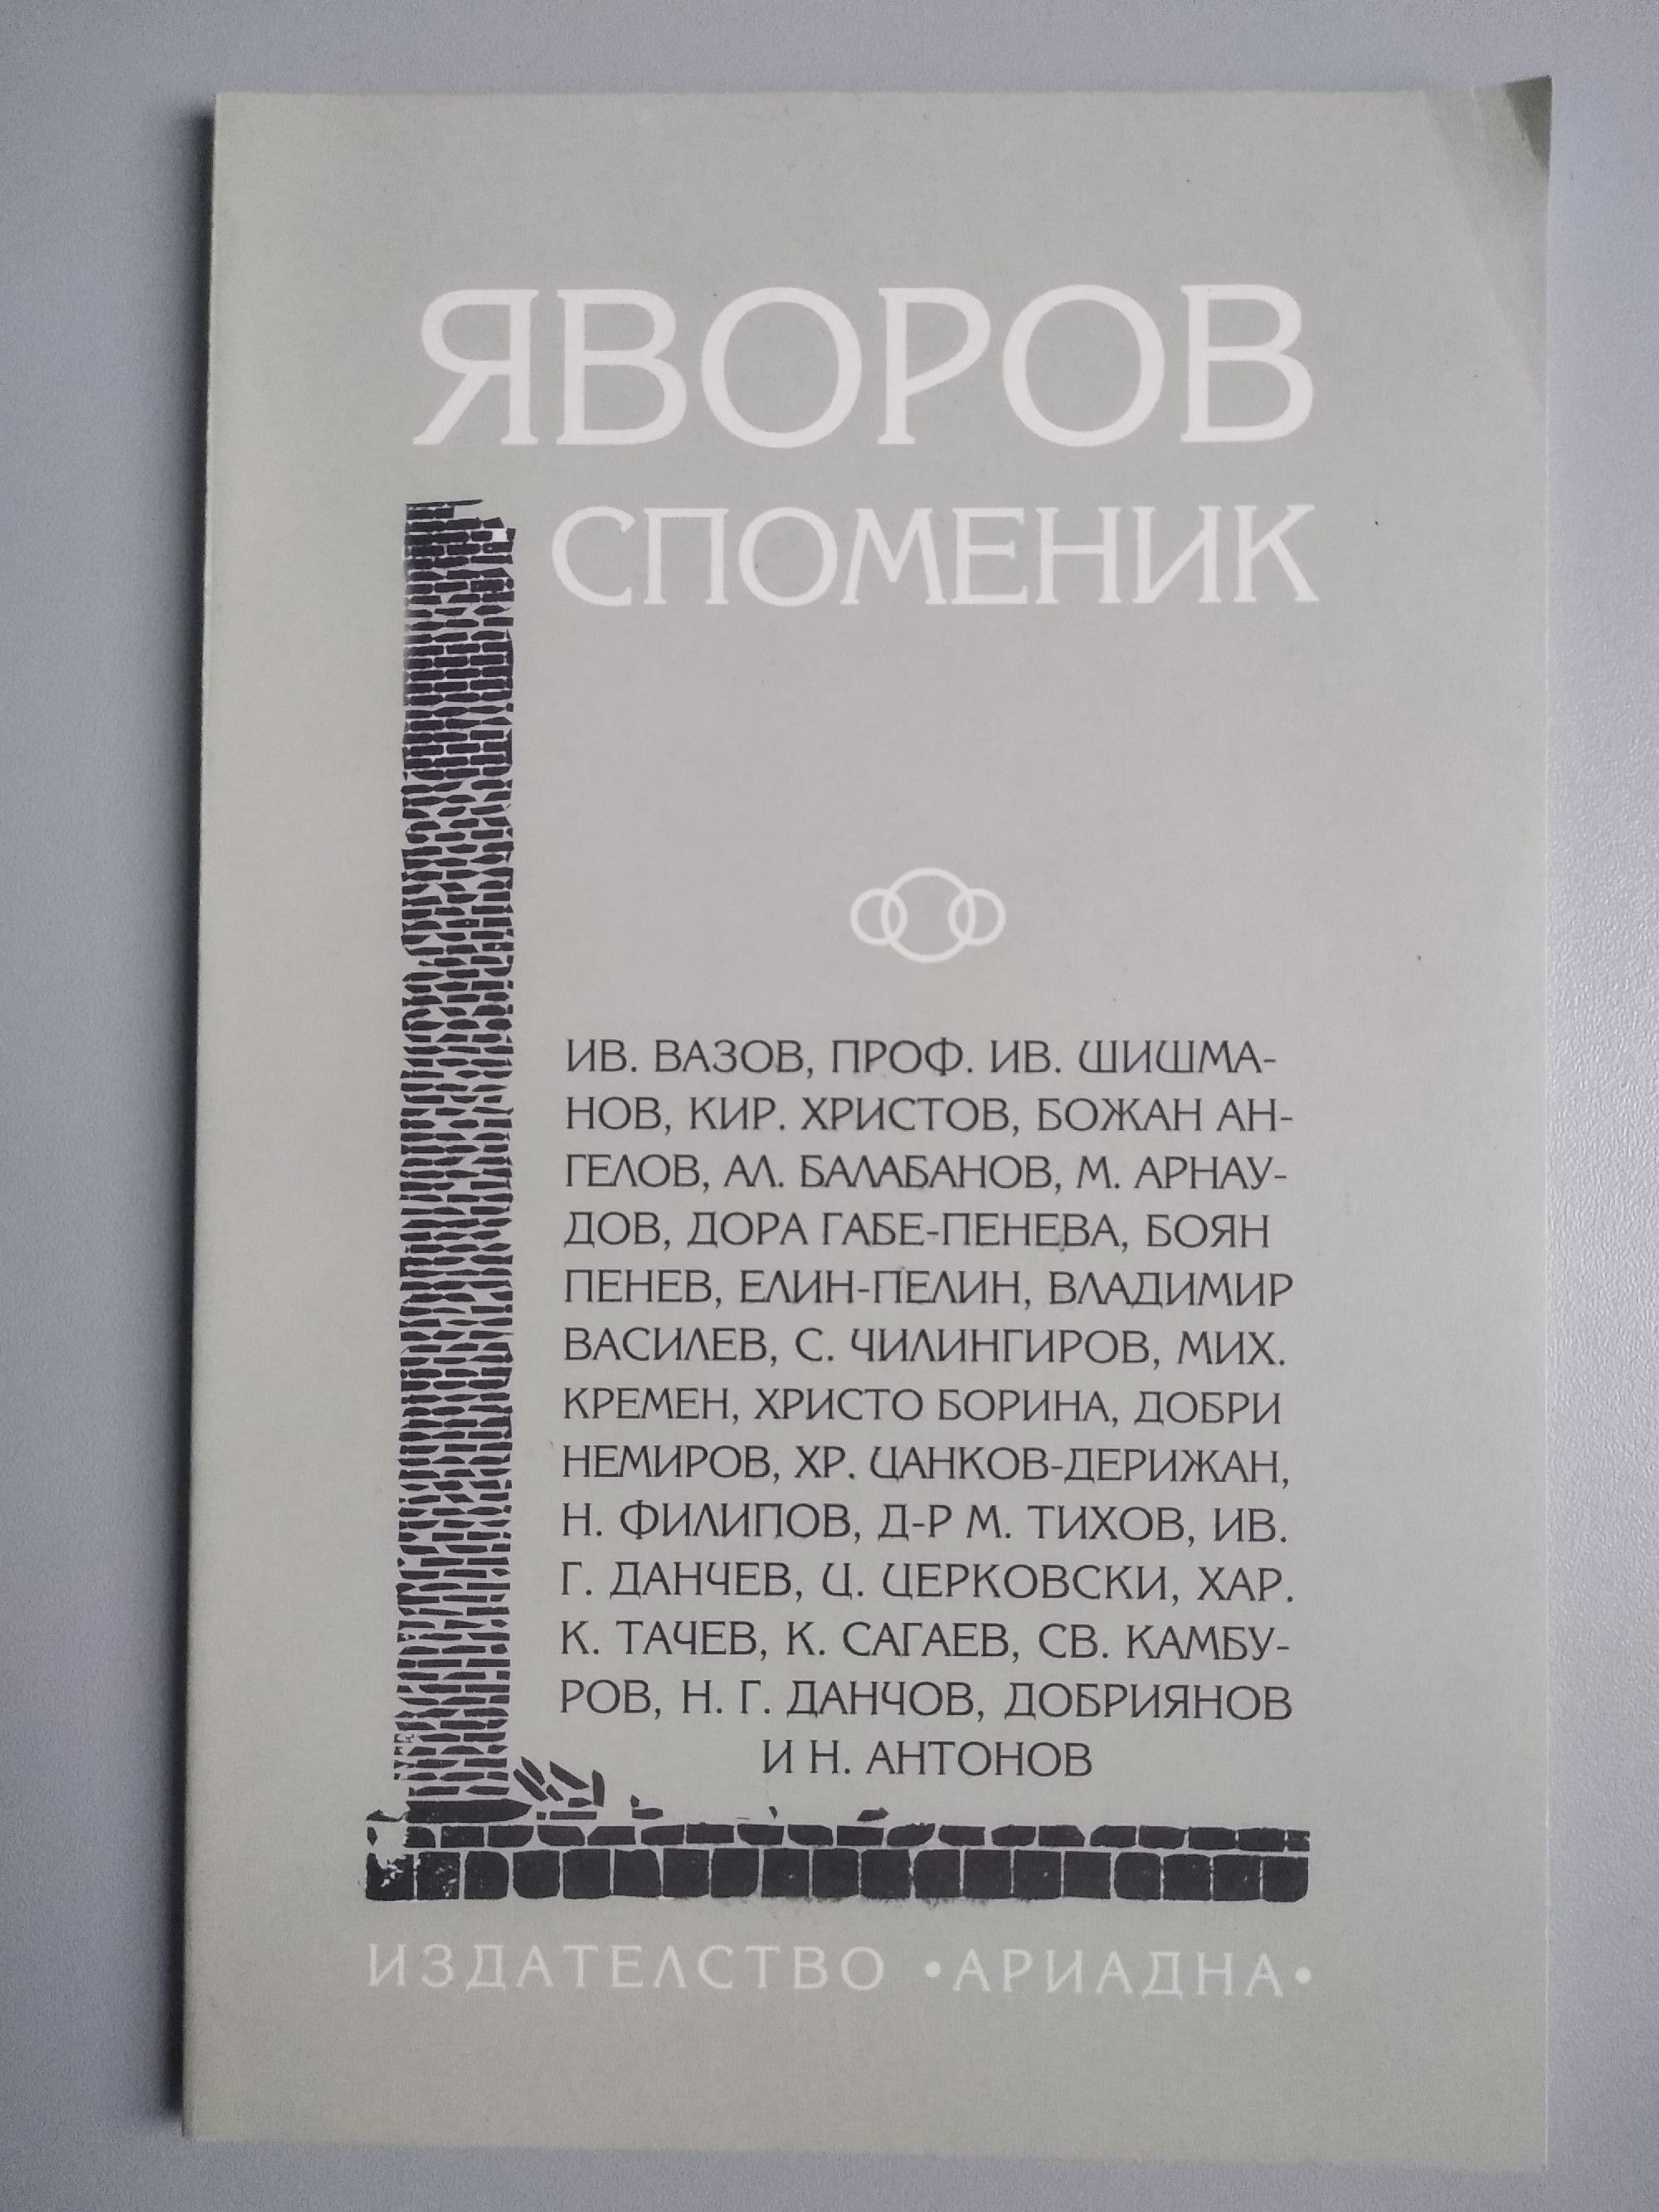 ЯВОРОВ
СПОМЕНИК
ИВ. ВАЗОВ, ПРОФ. ИВ. ШИШМА-
НОВ, КИР. ХРИСТОВ, БОЖАН АН-
ГЕЛОВ, АЛ. БАЛАБАНОВ, М. АРНАУ-
ДОВ, ДОРА ГАБЕ-ПЕНЕВА, БОЯН
ПЕНЕВ, ЕЛИН-ПЕЛИН, ВЛАДИМИР
ВАСИЛЕВ, С. ЧИЛИНГИРОВ, МИХ.
КРЕМЕН, ХРИСТО БОРИНА, ДОБРИ
НЕМИРОВ, ХР. ЦАНКОВ-ДЕРИЖАН,
Н. ФИЛИПОВ, Д-Р М. ТИХОВ, ИВ.
Г. ДАНЧЕВ, Ц. ЦЕРКОВСКИ, ХАР.
К. ТАЧЕВ, К. САГАЕВ, СВ. КАМБУ-
РОВ, Н. Г. ДАНЧОВ, ДОБРИЯНОВ
И Н. АНТОНОВ
ИЗДАТЕЛСТВО •АРИАДНА•